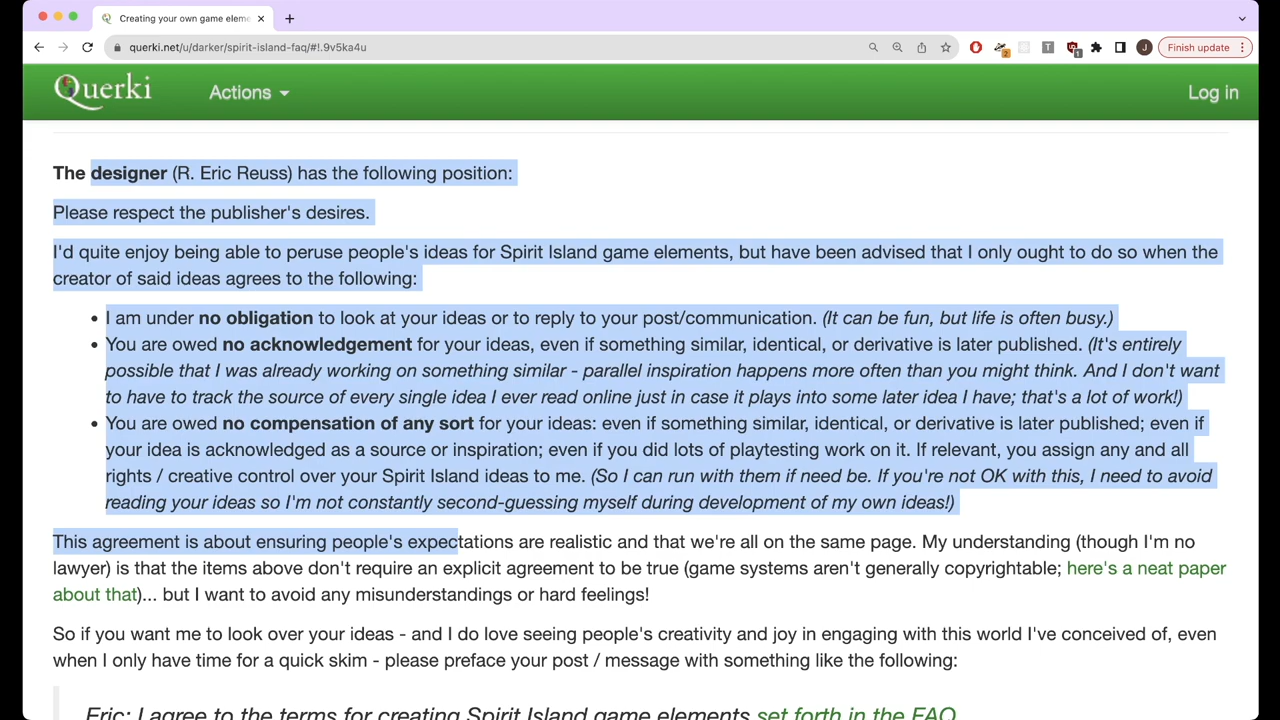 Creating your own game eleme
querki.net/u/darker/spirit-island-faq/#!.9v5ka4u
T
2
1
J
Finish update
Querki
Actions
Log in
The designer (R. Eric Reuss) has the following position:
Please respect the publisher's desires.
I'd quite enjoy being able to peruse people's ideas for Spirit Island game elements, but have been advised that I only ought to do so when the
creator of said ideas agrees to the following:
• I am under no obligation to look at your ideas or to reply to your post/communication. (It can be fun, but life is often busy.)
• You are owed no acknowledgement for your ideas, even if something similar, identical, or derivative is later published. (It's entirely
possible that I was already working on something similar - parallel inspiration happens more often than you might think. And I don't want
to have to track the source of every single idea I ever read online just in case it plays into some later idea I have; that's a lot of work!)
• You are owed no compensation of any sort for your ideas: even if something similar, identical, or derivative is later published; even if
your idea is acknowledged as a source or inspiration; even if you did lots of playtesting work on it. If relevant, you assign any and all
rights / creative control over your Spirit Island ideas to me. (So I can run with them if need be. If you're not OK with this, I need to avoid
reading your ideas so I'm not constantly second-guessing myself during development of my own ideas!)
This agreement is about ensuring people's expectations are realistic and that we're all on the same page. My understanding (though I'm no
lawyer) is that the items above don't require an explicit agreement to be true (game systems aren't generally copyrightable; here's a neat paper
about that)... but I want to avoid any misunderstandings or hard feelings!
So if you want me to look over your ideas - and I do love seeing people's creativity and joy in engaging with this world I've conceived of, even
when I only have time for a quick skim - please preface your post / message with something like the following:
Eric: I agree to the terms for creating Spirit Island game elements set forth in the FAQ